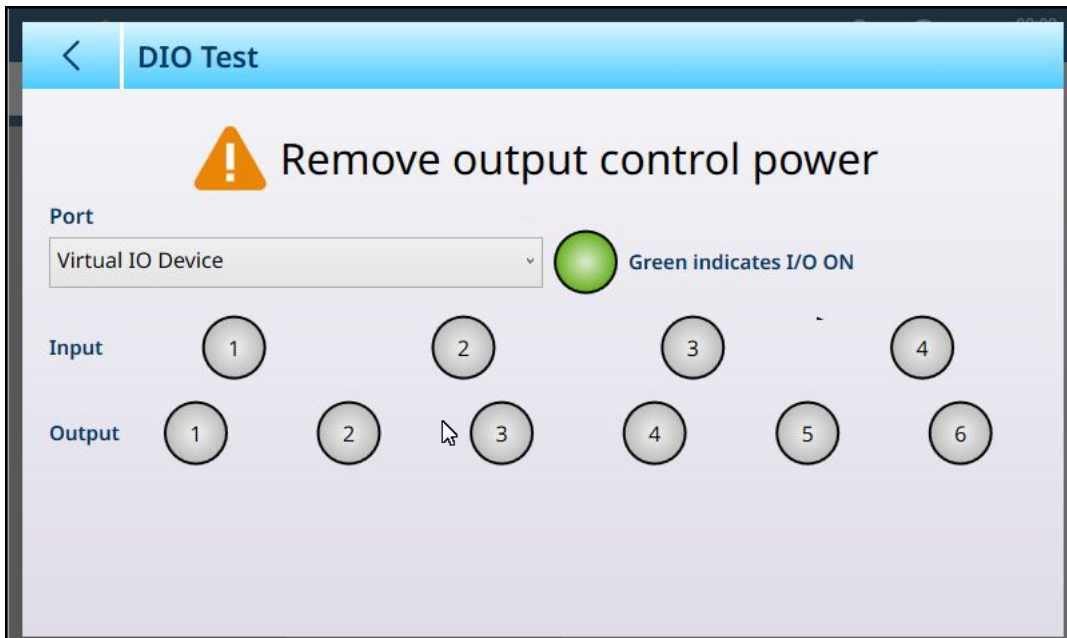 DIO Test
Remove output control power
Port
Virtual IO Device
Green indicates I/O ON
Input 1 2 3 4
Output 1 2 3 4 5 6